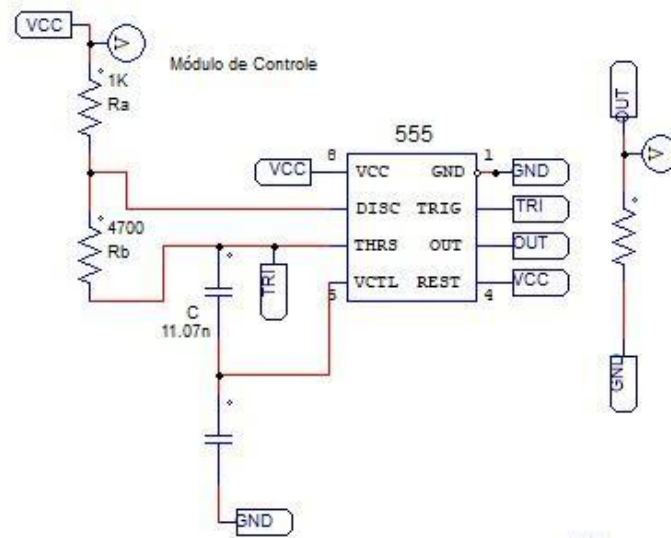 VCC
V
Módulo de Controle
1K
Ra
555
8
1
VCC
VCC
GND
GND
DISC
TRIG
TRI
4700
Rb
THRS
OUT
OUT
VCTL
REST
VCC
5
4
TRI
C
11.07n
GND
OUT
V
GND